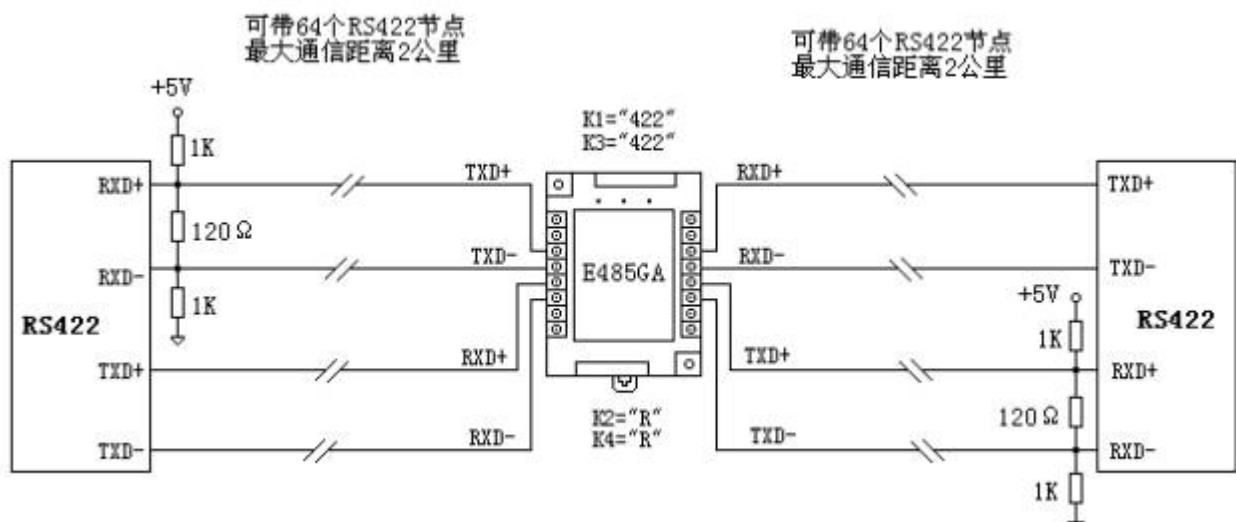 可带64个RS422节点
最大通信距离2公里
可带64个RS422节点
最大通信距离2公里
+5V
1K
K1="422"
K3="422"
RXD+
TXD+
RXD+
TXD+
120Ω
RXD-
TXD-
E485GA
RXD-
TXD-
1K
+5V
RS422
RS422
1K
TXD+
RXD+
TXD+
RXD+
K2="R"
120Ω
K4="R"
TXD-
RXD-
TXD-
RXD-
1K